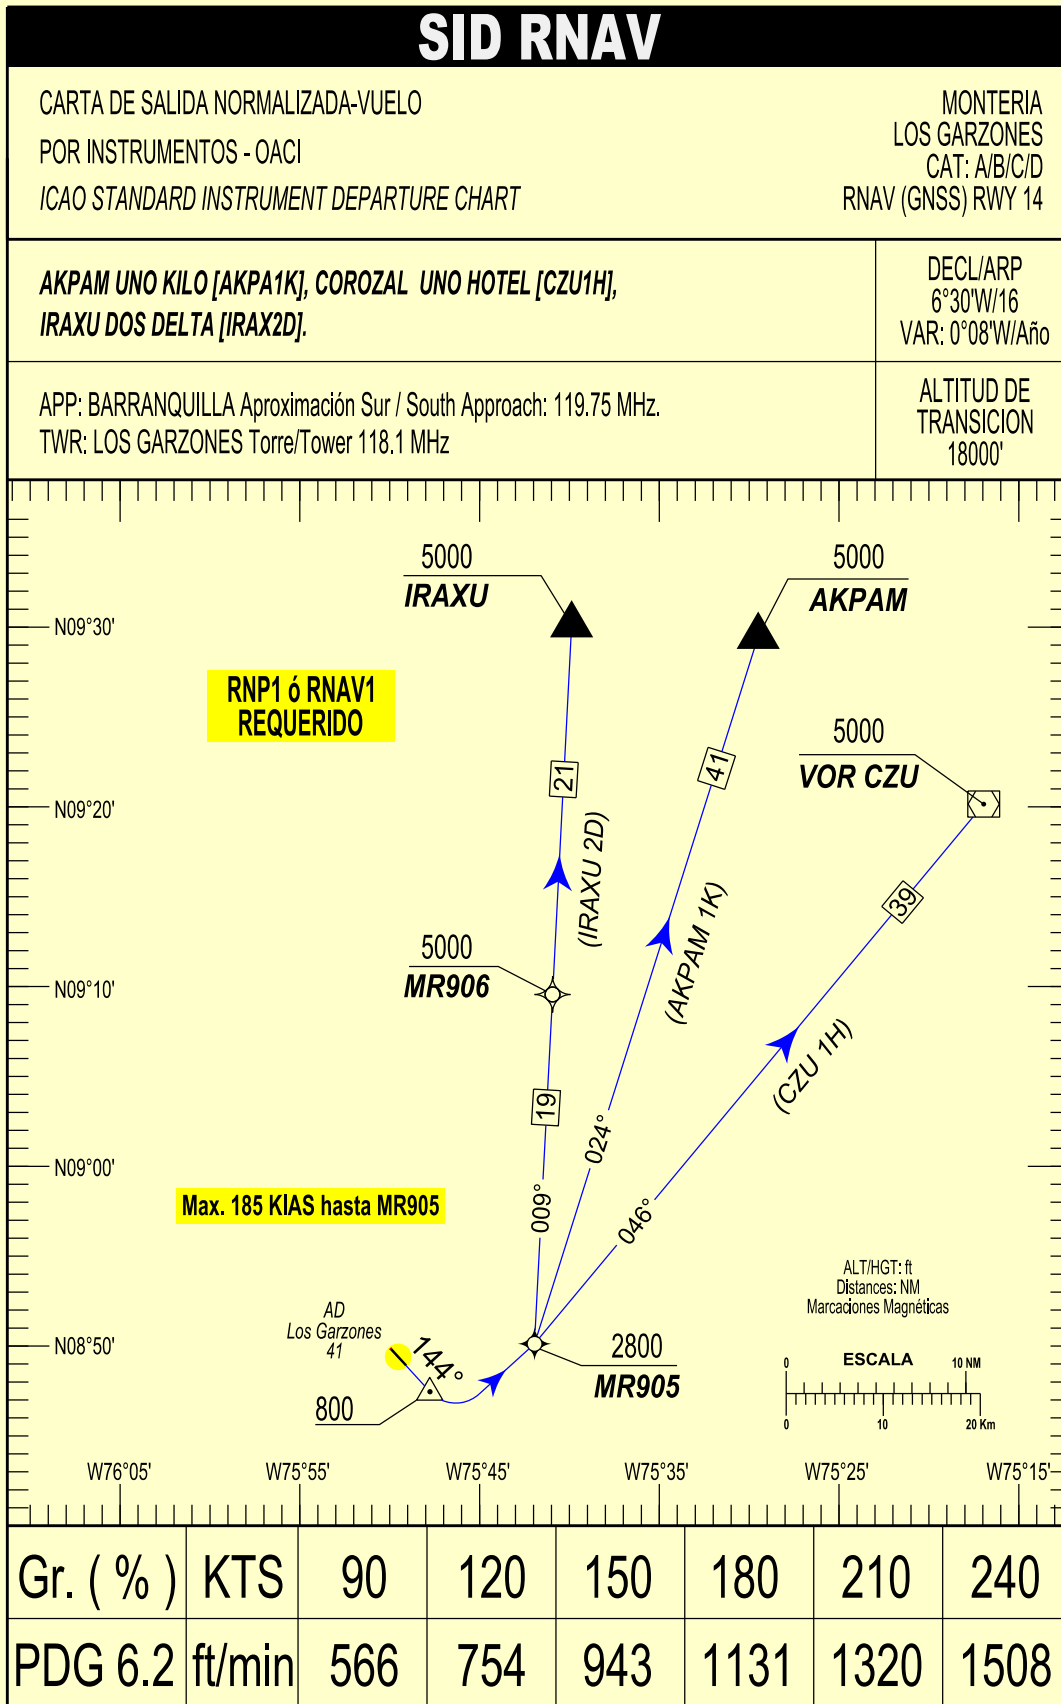 SID RNAV
CARTA DE SALIDA NORMALIZADA-VUELO
POR INSTRUMENTOS - OACI
ICAO STANDARD INSTRUMENT DEPARTURE CHART
MONTERIA
LOS GARZONES
CAT: A/B/C/D
RNAV (GNSS) RWY 14
AKPAM UNO KILO [AKPA1K], COROZAL UNO HOTEL [CZU1H],
IRAXU DOS DELTA [IRAX2D].
DECL/ARP
6°30'W/16
VAR: 0°08'W/Año
APP: BARRANQUILLA Aproximación Sur / South Approach: 119.75 MHz.
TWR: LOS GARZONES Torre/Tower 118.1 MHz
ALTITUD DE
TRANSICION
18000'
5000
IRAXU
5000
AKPAM
N09°30'
RNP1 ó RNAV1
REQUERIDO
5000
VOR CZU
21
41
N09°20'
(IRAXU 2D)
39
(AKPAM 1K)
5000
MR906
N09°10'
(CZU 1H)
19
024°
N09°00'
Max. 185 KIAS hasta MR905
009°
046°
ALT/HGT: ft
Distances: NM
Marcaciones Magnéticas
AD
Los Garzones
41
N08°50'
144°
2800
MR905
800
ESCALA
0 10 NM
0 10 20 Km
W76°05' W75°55' W75°45' W75°35' W75°25' W75°15'
Gr. ( % ) KTS 90 120 150 180 210 240
PDG 6.2 ft/min 566 754 943 1131 1320 1508